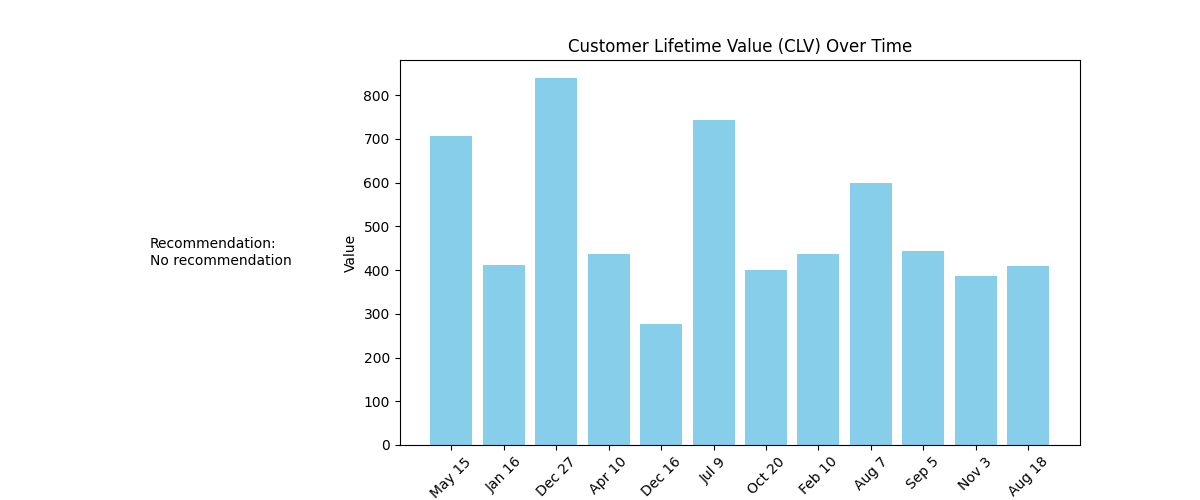 Customer Lifetime Value (CLV) Over Time
800
700
600
500
400
300
200
100
0
Value
Recommendation:
No recommendation
May 15
Jan 16
Dec 27
Apr 10
Dec 16
Jul 9
Oct 20
Feb 10
Aug 7
Sep 5
Nov 3
Aug 18